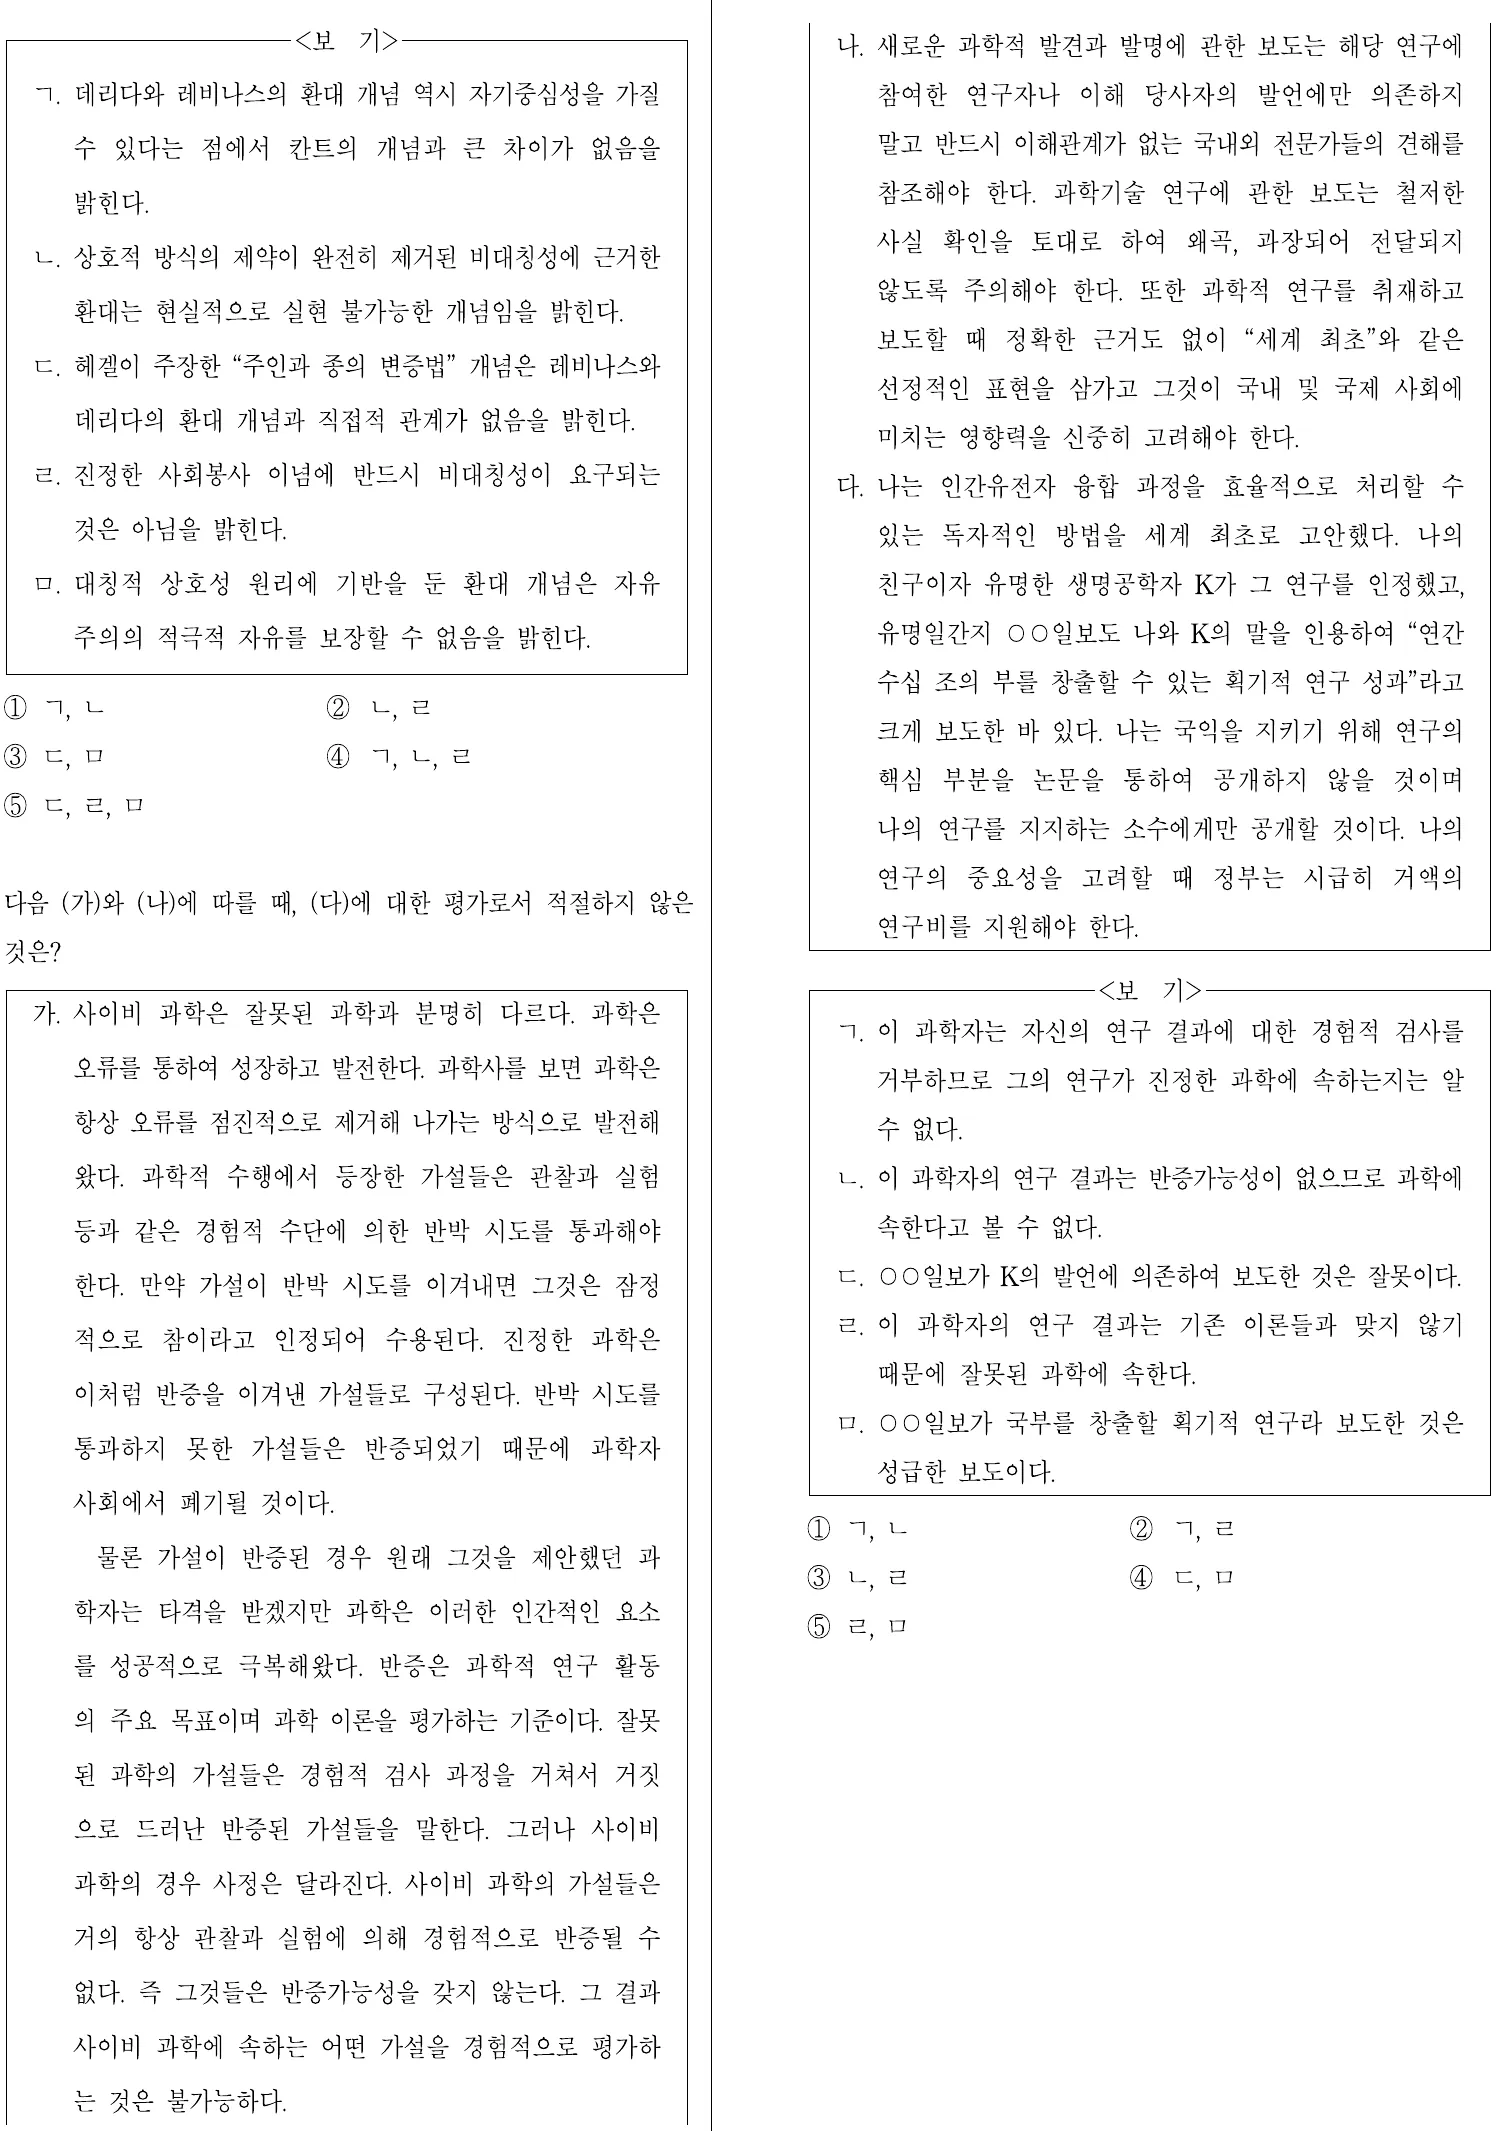 <보 기>
ㄱ. 데리다와 레비나스의 환대 개념 역시 자기중심성을 가질
수 있다는 점에서 칸트의 개념과 큰 차이가 없음을
밝힌다.
ㄴ. 상호적 방식의 제약이 완전히 제거된 비대칭성에 근거한
환대는 현실적으로 실현 불가능한 개념임을 밝힌다.
ㄷ. 헤겔이 주장한 “주인과 종의 변증법” 개념은 레비나스와
데리다의 환대 개념과 직접적 관계가 없음을 밝힌다.
ㄹ. 진정한 사회봉사 이념에 반드시 비대칭성이 요구되는
것은 아님을 밝힌다.
ㅁ. 대칭적 상호성 원리에 기반을 둔 환대 개념은 자유
주의의 적극적 자유를 보장할 수 없음을 밝힌다.
① ㄱ, ㄴ ② ㄴ, ㄹ
③ ㄷ, ㅁ ④ ㄱ, ㄴ, ㄹ
⑤ ㄷ, ㄹ, ㅁ
다음 (가)와 (나)에 따를 때, (다)에 대한 평가로서 적절하지 않은
것은?
가. 사이비 과학은 잘못된 과학과 분명히 다르다. 과학은
오류를 통하여 성장하고 발전한다. 과학사를 보면 과학은
항상 오류를 점진적으로 제거해 나가는 방식으로 발전해
왔다. 과학적 수행에서 등장한 가설들은 관찰과 실험
등과 같은 경험적 수단에 의한 반박 시도를 통과해야
한다. 만약 가설이 반박 시도를 이겨내면 그것은 잠정
적으로 참이라고 인정되어 수용된다. 진정한 과학은
이처럼 반증을 이겨낸 가설들로 구성된다. 반박 시도를
통과하지 못한 가설들은 반증되었기 때문에 과학자
사회에서 폐기될 것이다.
물론 가설이 반증된 경우 원래 그것을 제안했던 과
학자는 타격을 받겠지만 과학은 이러한 인간적인 요소
를 성공적으로 극복해왔다. 반증은 과학적 연구 활동
의 주요 목표이며 과학 이론을 평가하는 기준이다. 잘못
된 과학의 가설들은 경험적 검사 과정을 거쳐서 거짓
으로 드러난 반증된 가설들을 말한다. 그러나 사이비
과학의 경우 사정은 달라진다. 사이비 과학의 가설들은
거의 항상 관찰과 실험에 의해 경험적으로 반증될 수
없다. 즉 그것들은 반증가능성을 갖지 않는다. 그 결과
사이비 과학에 속하는 어떤 가설을 경험적으로 평가하
는 것은 불가능하다.
나. 새로운 과학적 발견과 발명에 관한 보도는 해당 연구에
참여한 연구자나 이해 당사자의 발언에만 의존하지
말고 반드시 이해관계가 없는 국내외 전문가들의 견해를
참조해야 한다. 과학기술 연구에 관한 보도는 철저한
사실 확인을 토대로 하여 왜곡, 과장되어 전달되지
않도록 주의해야 한다. 또한 과학적 연구를 취재하고
보도할 때 정확한 근거도 없이 “세계 최초”와 같은
선정적인 표현을 삼가고 그것이 국내 및 국제 사회에
미치는 영향력을 신중히 고려해야 한다.
다. 나는 인간유전자 융합 과정을 효율적으로 처리할 수
있는 독자적인 방법을 세계 최초로 고안했다. 나의
친구이자 유명한 생명공학자 K가 그 연구를 인정했고,
유명일간지 ○○일보도 나와 K의 말을 인용하여 “연간
수십 조의 부를 창출할 수 있는 획기적 연구 성과”라고
크게 보도한 바 있다. 나는 국익을 지키기 위해 연구의
핵심 부분을 논문을 통하여 공개하지 않을 것이며
나의 연구를 지지하는 소수에게만 공개할 것이다. 나의
연구의 중요성을 고려할 때 정부는 시급히 거액의
연구비를 지원해야 한다.
<보 기>
ㄱ. 이 과학자는 자신의 연구 결과에 대한 경험적 검사를
거부하므로 그의 연구가 진정한 과학에 속하는지는 알
수 없다.
ㄴ. 이 과학자의 연구 결과는 반증가능성이 없으므로 과학에
속한다고 볼 수 없다.
ㄷ. ○○일보가 K의 발언에 의존하여 보도한 것은 잘못이다.
ㄹ. 이 과학자의 연구 결과는 기존 이론들과 맞지 않기
때문에 잘못된 과학에 속한다.
ㅁ. ○○일보가 국부를 창출할 획기적 연구라 보도한 것은
성급한 보도이다.
① ㄱ, ㄴ ② ㄱ, ㄹ
③ ㄴ, ㄹ ④ ㄷ, ㅁ
⑤ ㄹ, ㅁ